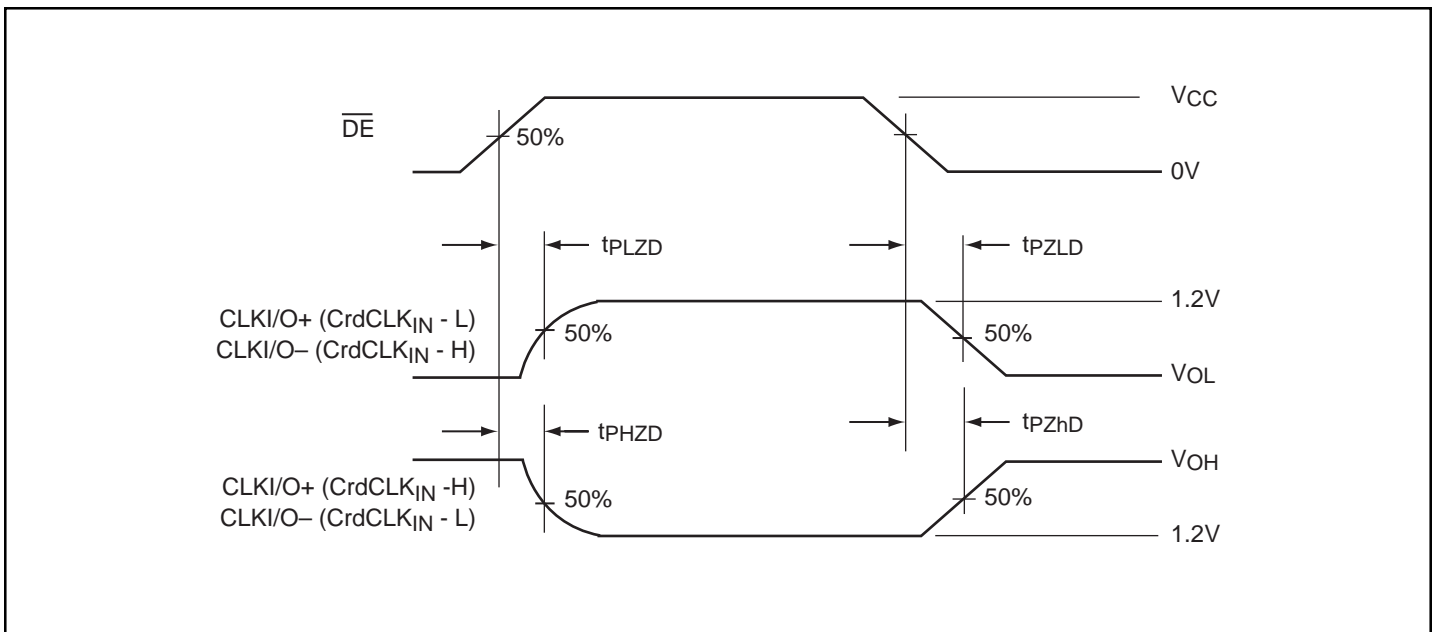 VCC
DE
50%
0V
tPLZD
tPZLD
1.2V
CLKI/O+ (CrdCLKIN - L)
50%
50%
CLKI/O– (CrdCLKIN - H)
VOL
tPHZD
tPZhD
VOH
CLKI/O+ (CrdCLKIN -H)
50%
50%
CLKI/O– (CrdCLKIN - L)
1.2V